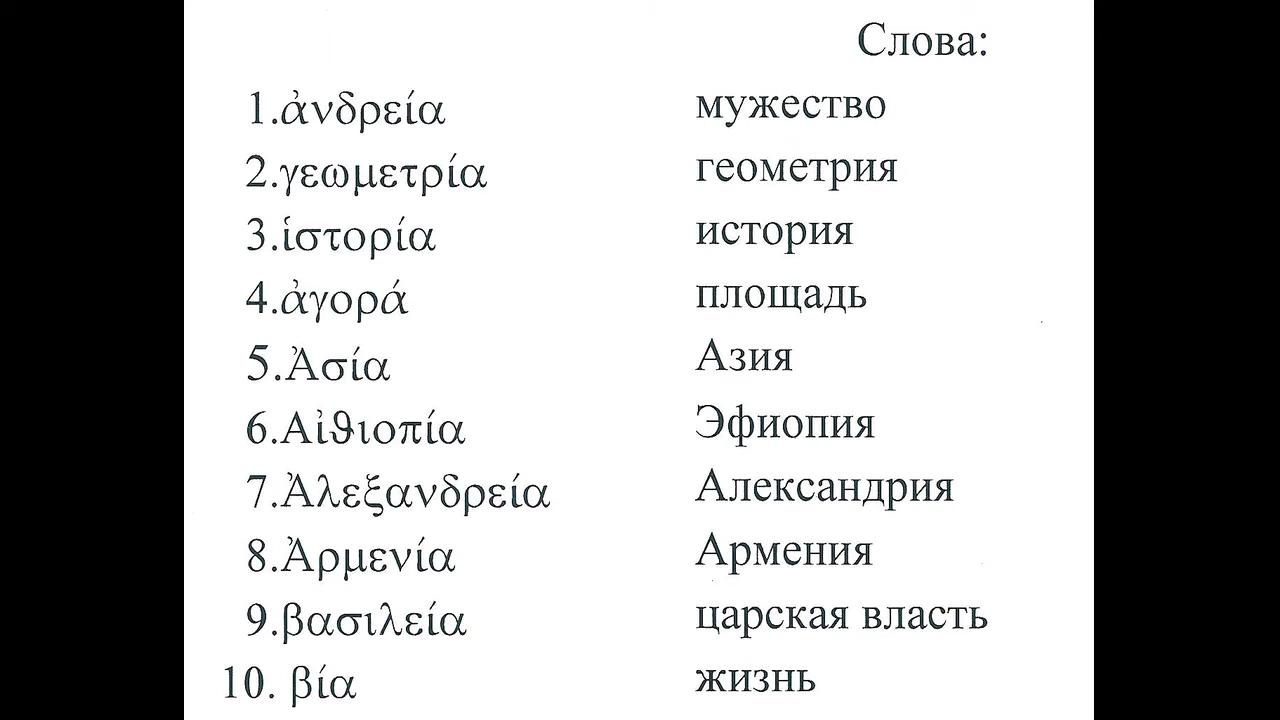 Слова:
1.ἀνδρεία мужество
2.γεωμετρία геометрия
3.ἱστορία история
4.ἀγορά площадь
5.Ἀσία Азия
6.Αἰϑιοπία Эфиопия
7.Ἀλεξανδρεία Александрия
8.Ἀρμενία Армения
9.βασιλεία царская власть
10. βία жизнь